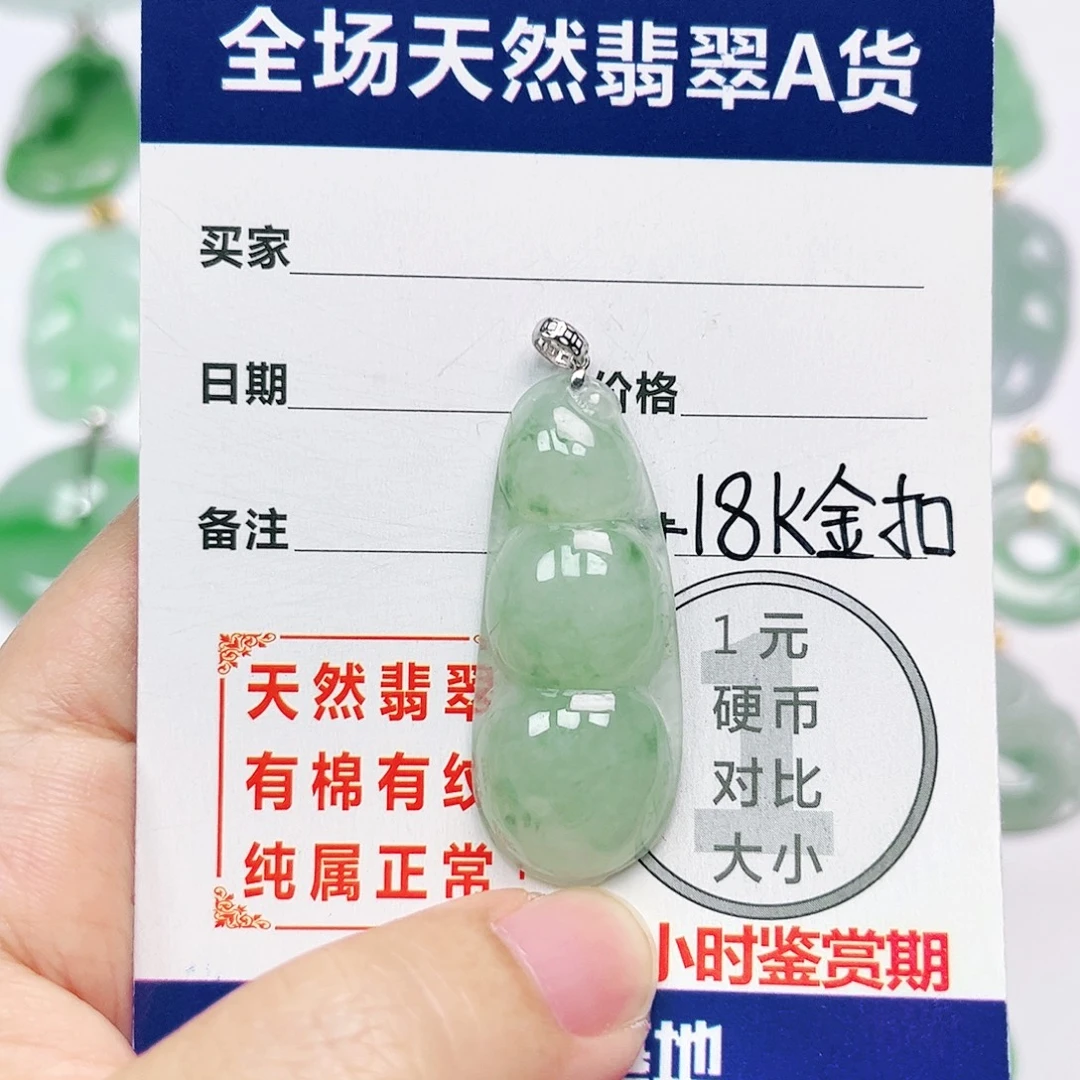 全场天然翡翠A货
买家
日期
价格
备注
+18K金扣
天然翡翠
有棉有纹
纯属正常
1元
硬币
对比
大小
小时鉴赏期
地